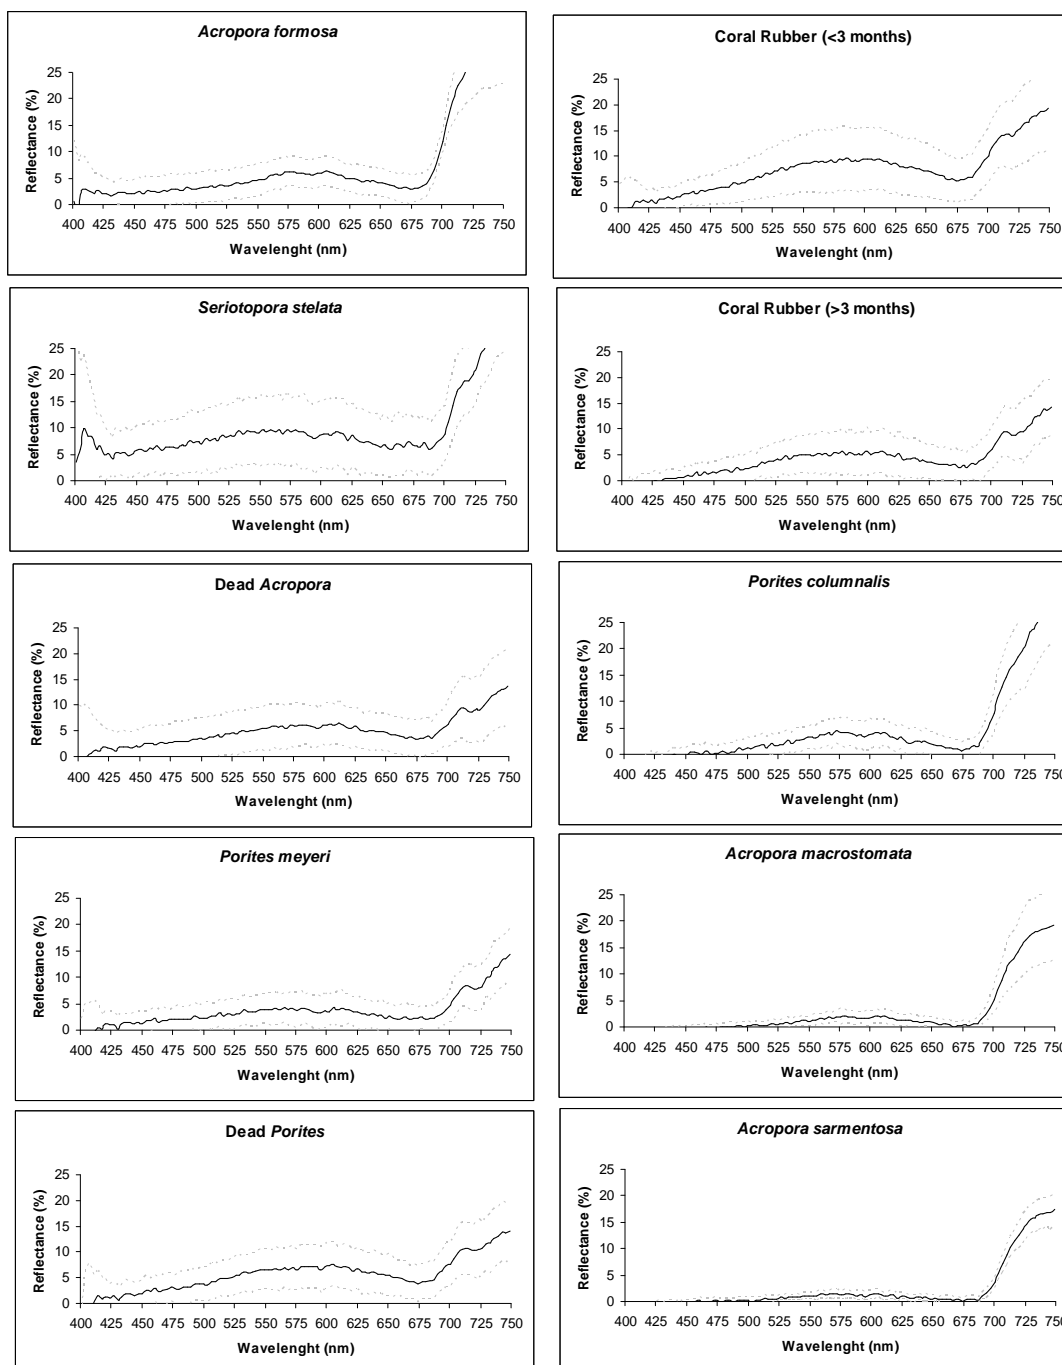 Acropora formosa
25
20
15
10
5
0
Reflectance (%)
400 425 450 475 500 525 550 575 600 625 650 675 700 725 750
Wavelenght (nm)
Coral Rubber (<3 months)
25
20
15
10
5
0
Reflectance (%)
400 425 450 475 500 525 550 575 600 625 650 675 700 725 750
Wavelenght (nm)
Seriotopora stelata
25
20
15
10
5
0
Reflectance (%)
400 425 450 475 500 525 550 575 600 625 650 675 700 725 750
Wavelenght (nm)
Coral Rubber (>3 months)
25
20
15
10
5
0
Reflectance (%)
400 425 450 475 500 525 550 575 600 625 650 675 700 725 750
Wavelenght (nm)
Dead Acropora
25
20
15
10
5
0
Reflectance (%)
400 425 450 475 500 525 550 575 600 625 650 675 700 725 750
Wavelenght (nm)
Porites columnalis
25
20
15
10
5
0
Reflectance (%)
400 425 450 475 500 525 550 575 600 625 650 675 700 725 750
Wavelenght (nm)
Porites meyeri
25
20
15
10
5
0
Reflectance (%)
400 425 450 475 500 525 550 575 600 625 650 675 700 725 750
Wavelenght (nm)
Acropora macrostomata
25
20
15
10
5
0
Reflectance (%)
400 425 450 475 500 525 550 575 600 625 650 675 700 725 750
Wavelenght (nm)
Dead Porites
25
20
15
10
5
0
Reflectance (%)
400 425 450 475 500 525 550 575 600 625 650 675 700 725 750
Wavelenght (nm)
Acropora sarmentosa
25
20
15
10
5
0
Reflectance (%)
400 425 450 475 500 525 550 575 600 625 650 675 700 725 750
Wavelenght (nm)